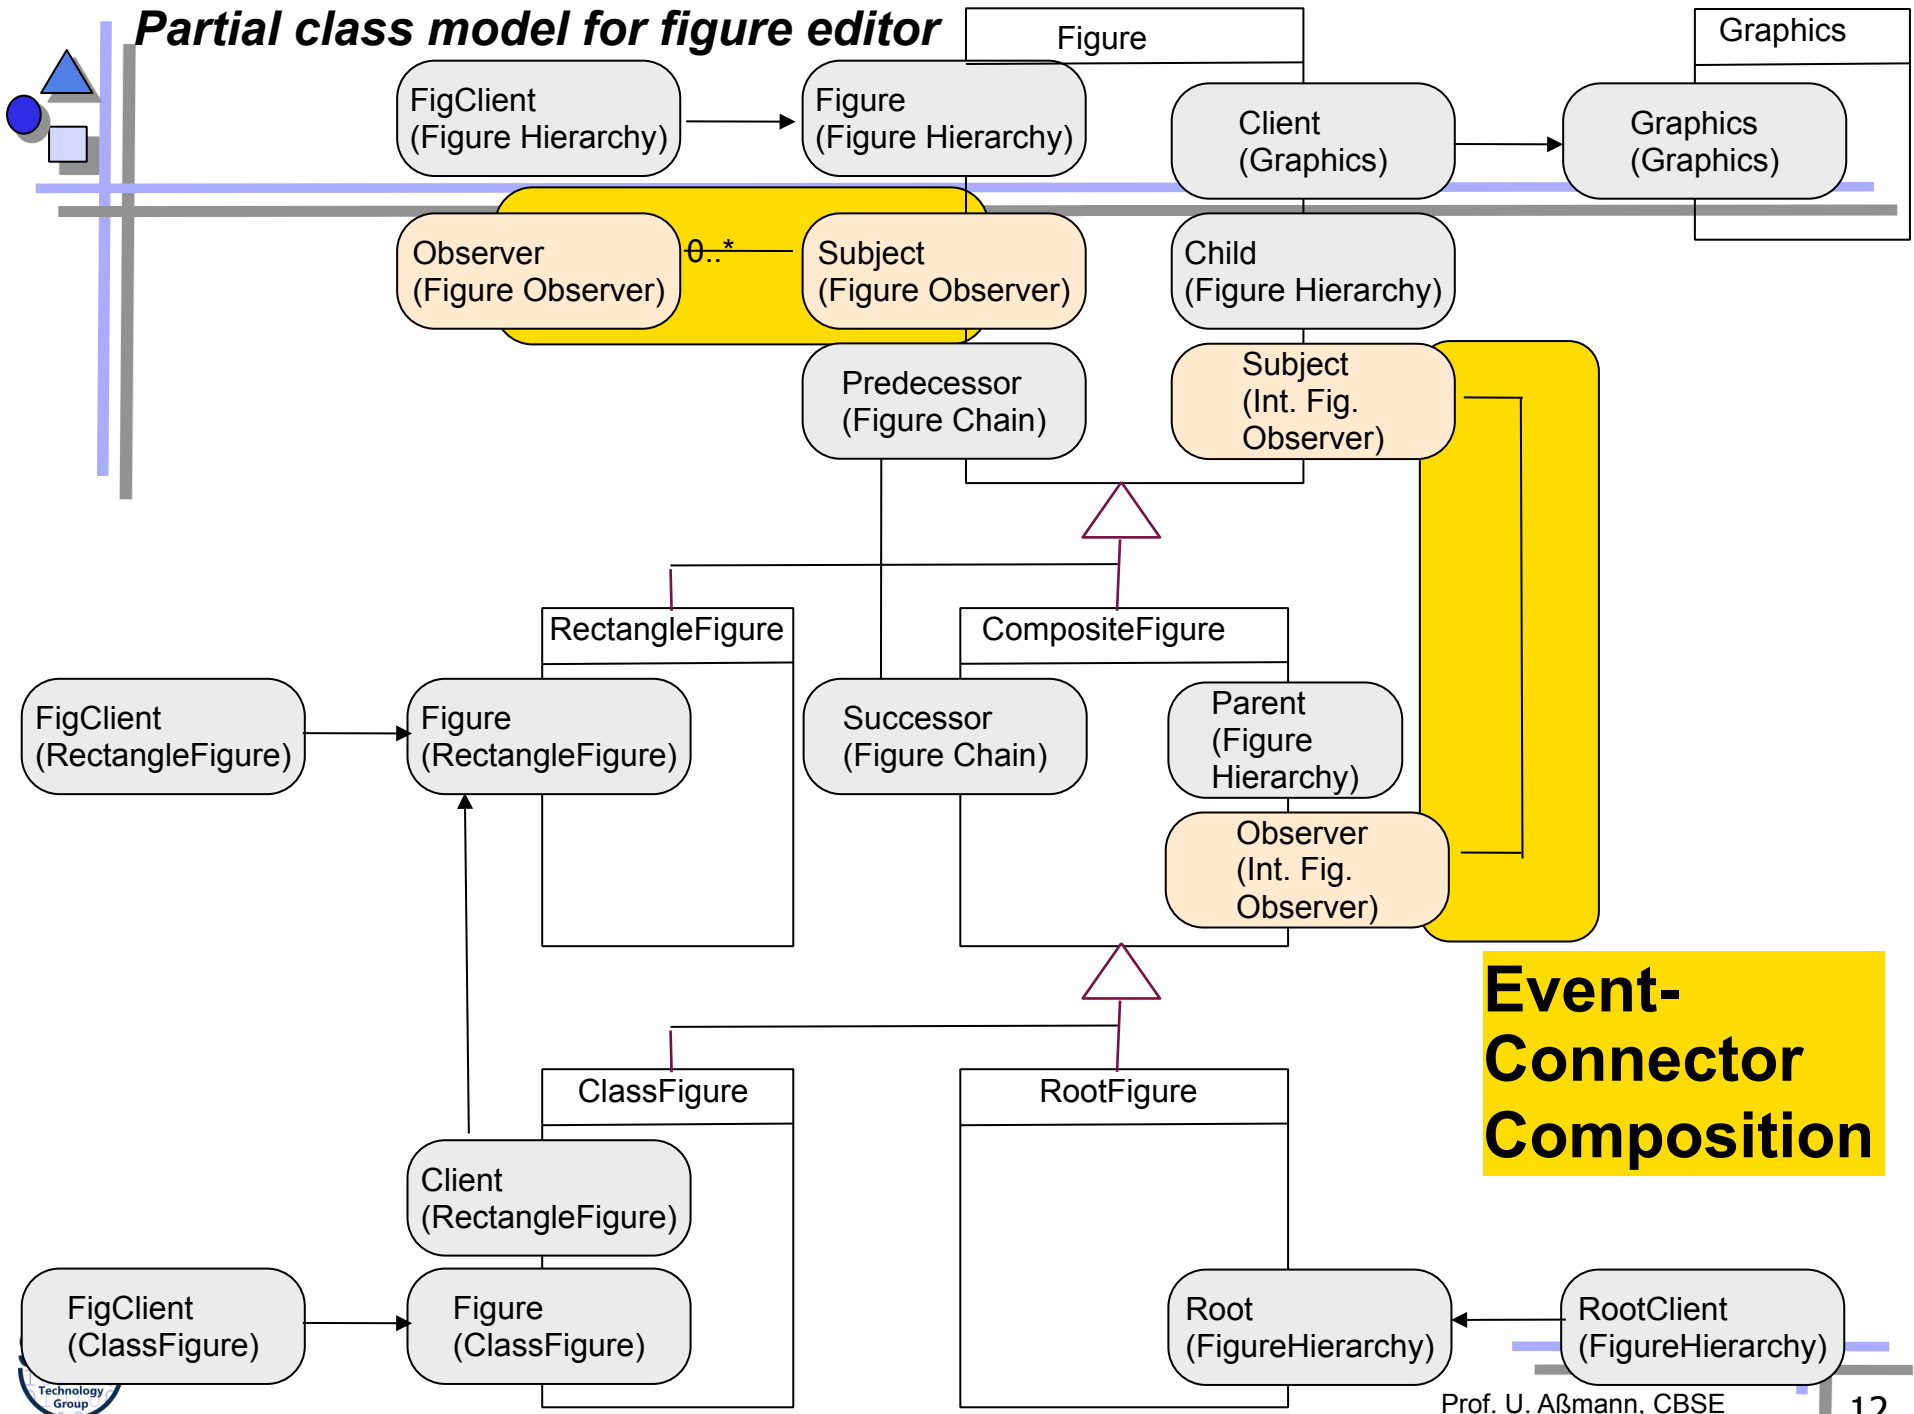 Partial class model for figure editor
Figure
Graphics
FigClient
(Figure Hierarchy)
Figure
(Figure Hierarchy)
Client
(Graphics)
Graphics
(Graphics)
Observer
(Figure Observer)
0..*
Subject
(Figure Observer)
Child
(Figure Hierarchy)
Predecessor
(Figure Chain)
Subject
(Int. Fig.
Observer)
RectangleFigure
CompositeFigure
FigClient
(RectangleFigure)
Figure
(RectangleFigure)
Successor
(Figure Chain)
Parent
(Figure
Hierarchy)
Observer
(Int. Fig.
Observer)
Event-
Connector
Composition
ClassFigure
RootFigure
Client
(RectangleFigure)
FigClient
(ClassFigure)
Figure
(ClassFigure)
Root
(FigureHierarchy)
RootClient
(FigureHierarchy)
Technology
Group
Prof. U. Aßmann, CBSE
12